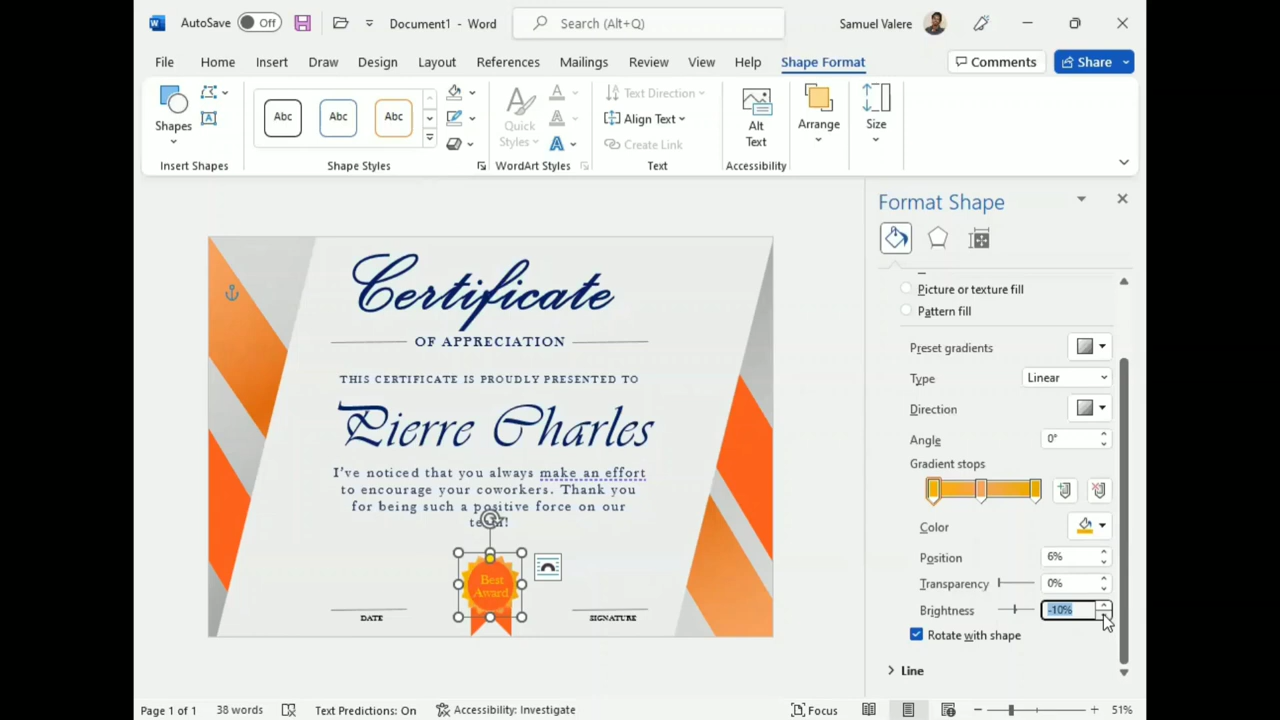 AutoSave Off Document1 - Word Search (Alt+Q) Samuel Valere
File Home Insert Draw Design Layout References Mailings Review View Help Shape Format Comments Share
Shapes
Insert Shapes
Abc Abc Abc
Shape Styles
Quick
Styles
WordArt Styles
Text Direction
Align Text
Create Link
Text
Alt
Text
Accessibility
Arrange
Size
Certificate
OF APPRECIATION
THIS CERTIFICATE IS PROUDLY PRESENTED TO
Pierre Charles
I've noticed that you always make an effort
to encourage your coworkers. Thank you
for being such a positive force on our
team!
Best
Award
DATE
SIGNATURE
Format Shape
Picture or texture fill
Pattern fill
Preset gradients
Type Linear
Direction
Angle 0°
Gradient stops
Color
Position 6%
Transparency 0%
Brightness -10%
Rotate with shape
Line
Page 1 of 1 38 words Text Predictions: On Accessibility: Investigate Focus 51%